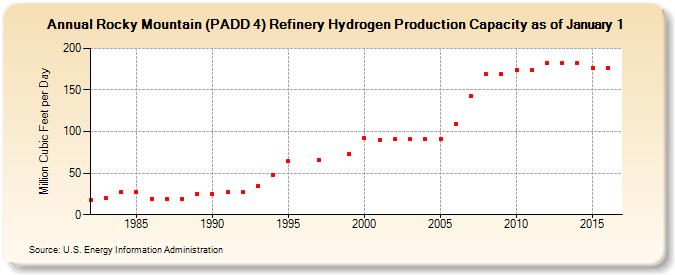 Annual Rocky Mountain (PADD 4) Refinery Hydrogen Production Capacity as of January 1
Million Cubic Feet per Day
200
150
100
50
0
1985 1990 1995 2000 2005 2010 2015
Source: U.S. Energy Information Administration